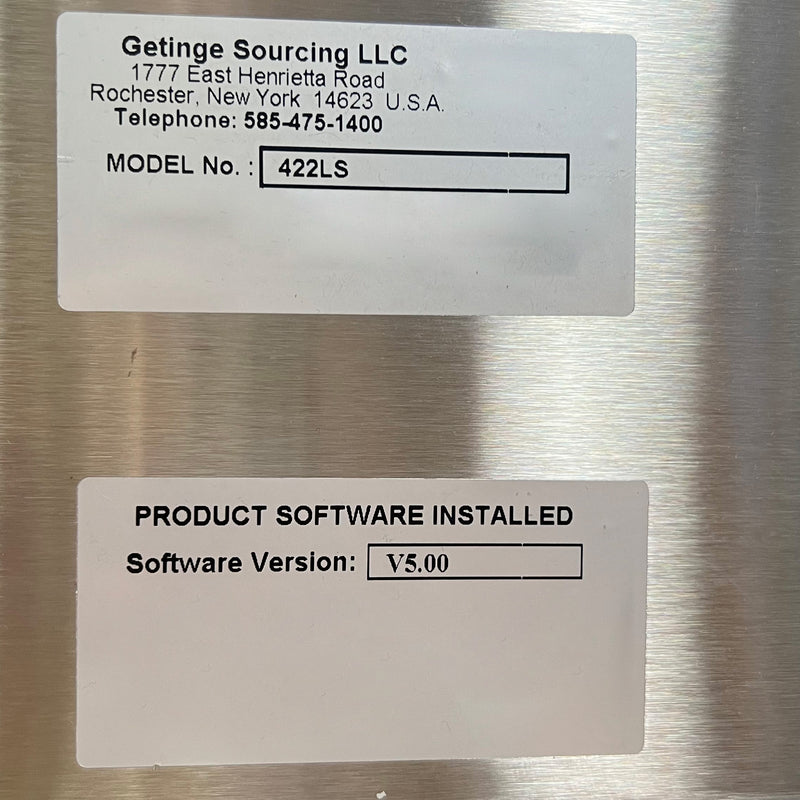 Getinge Sourcing LLC
1777 East Henrietta Road
Rochester, New York 14623 U.S.A.
Telephone: 585-475-1400
MODEL No. : 422LS
PRODUCT SOFTWARE INSTALLED
Software Version: V5.00